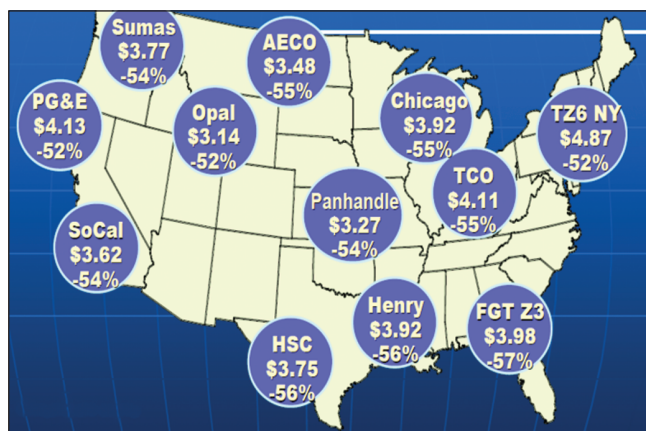 Sumas
$3.77
-54%
AECO
$3.48
-55%
PG&E
$4.13
-52%
Opal
$3.14
-52%
Chicago
$3.92
-55%
TZ6 NY
$4.87
-52%
TCO
$4.11
-55%
Panhandle
$3.27
-54%
SoCal
$3.62
-54%
Henry
$3.92
-56%
FGT Z3
$3.98
-57%
HSC
$3.75
-56%